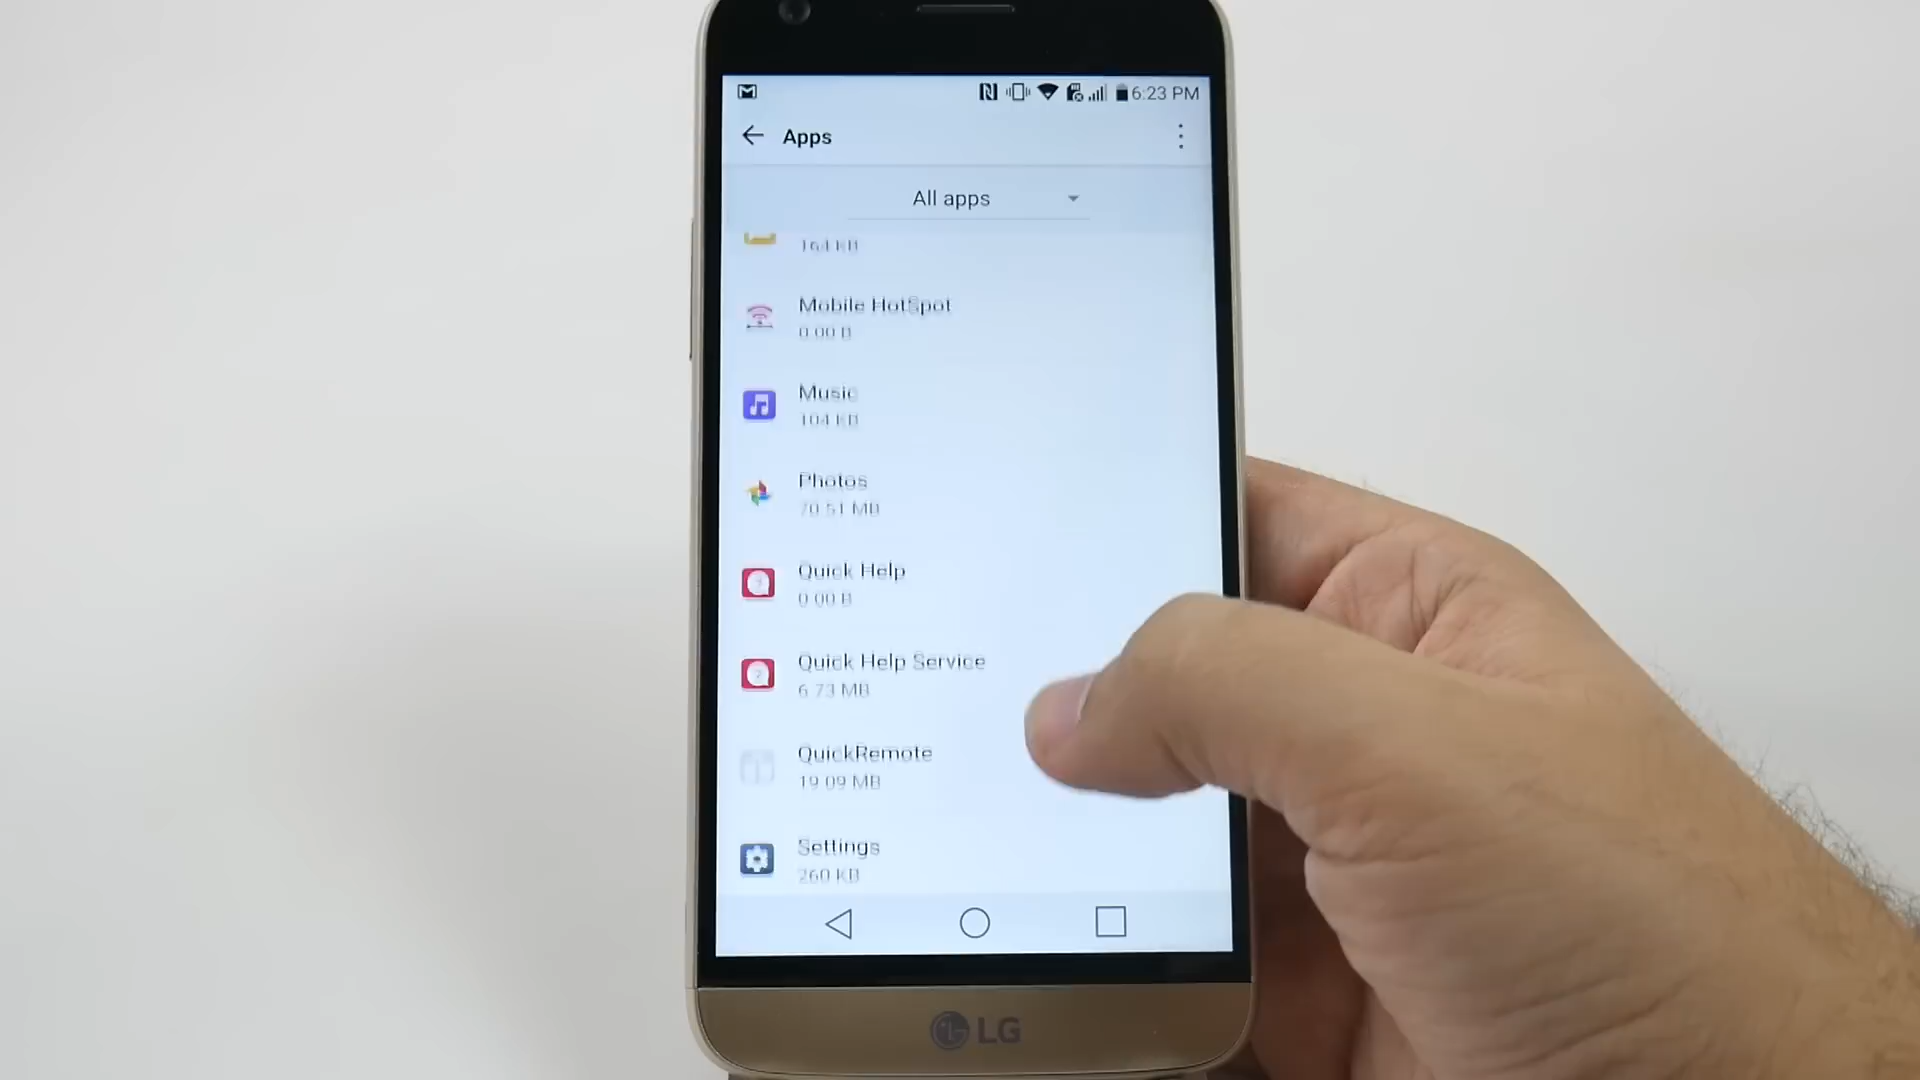 6:23 PM
Apps
All apps
164 KB
Mobile HotSpot
0.00 B
Music
104 KB
Photos
70.51 MB
Quick Help
0.00 B
Quick Help Service
6.73 MB
QuickRemote
19.09 MB
Settings
260 KB
LG